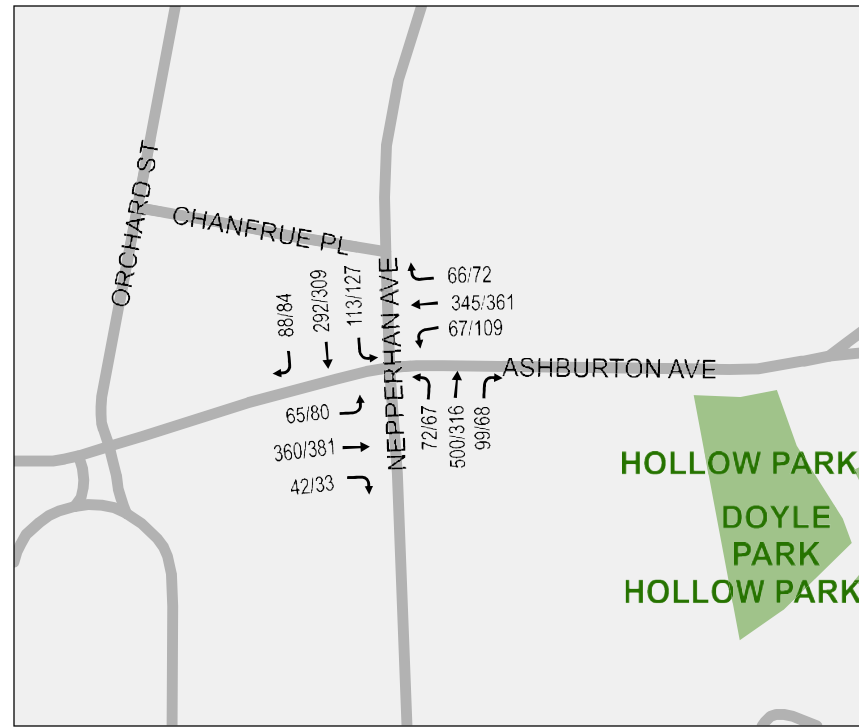 ORCHARD ST
CHANFRUE PL
NEPPERHAN AVE
88/84
292/309
113/127
66/72
345/361
67/109
ASHBURTON AVE
65/80
360/381
42/33
72/67
500/316
99/68
HOLLOW PARK
DOYLE
PARK
HOLLOW PARK